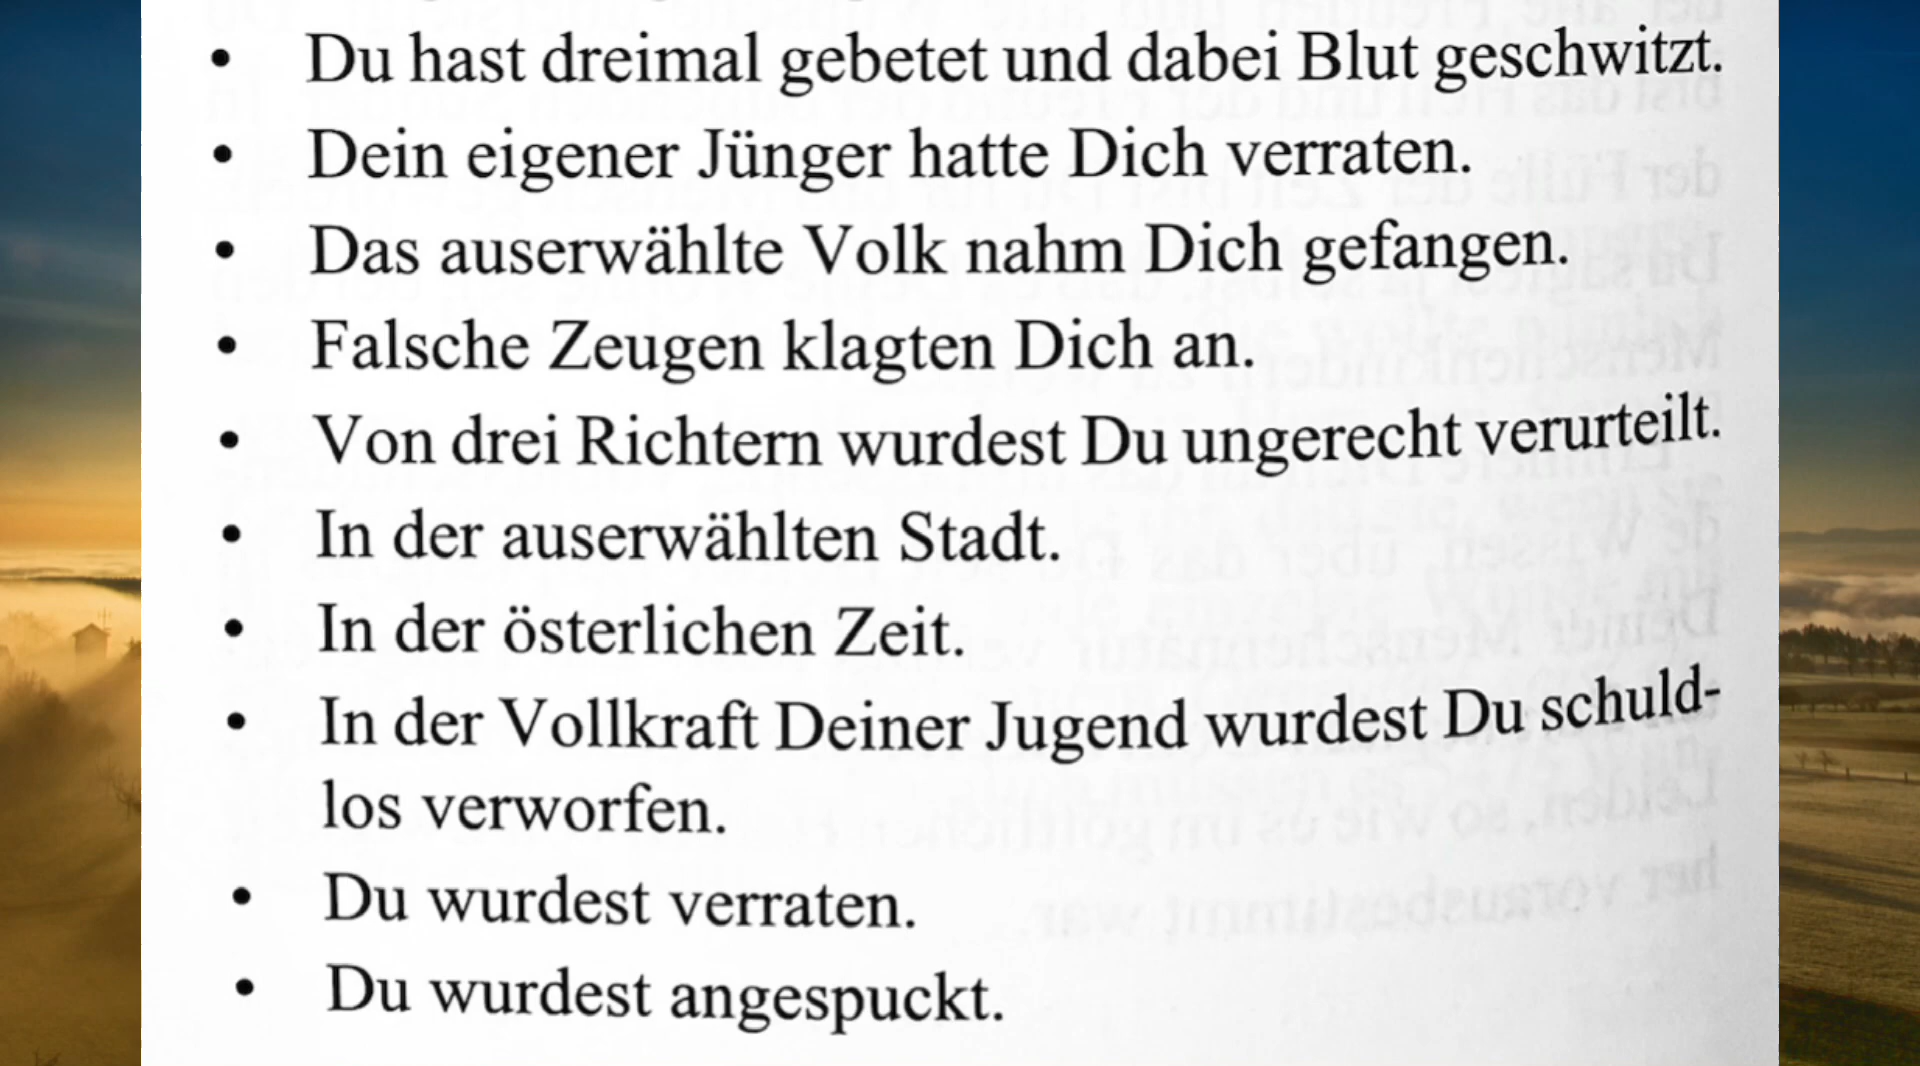 • Du hast dreimal gebetet und dabei Blut geschwitzt.
• Dein eigener Jünger hatte Dich verraten.
• Das auserwählte Volk nahm Dich gefangen.
• Falsche Zeugen klagten Dich an.
• Von drei Richtern wurdest Du ungerecht verurteilt.
• In der auserwählten Stadt.
• In der österlichen Zeit.
• In der Vollkraft Deiner Jugend wurdest Du schuld-
los verworfen.
• Du wurdest verraten.
• Du wurdest angespuckt.